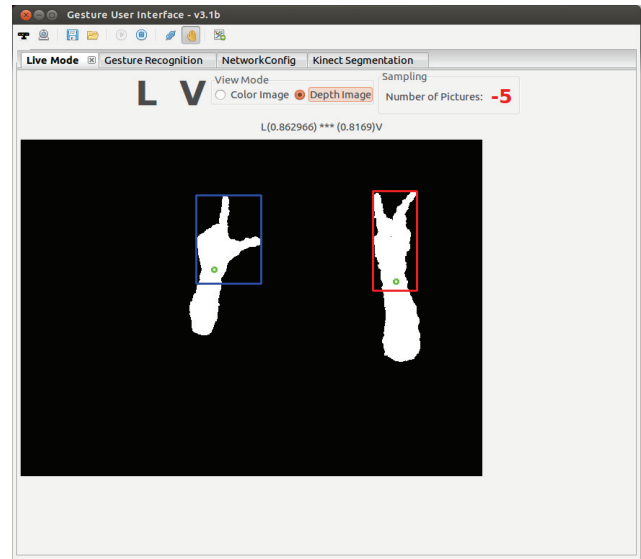 Gesture User Interface - v3.1b
Live Mode Gesture Recognition NetworkConfig Kinect Segmentation
L V
View Mode
Color Image Depth Image
Sampling
Number of Pictures: -5
L(0.862966) *** (0.8169)V